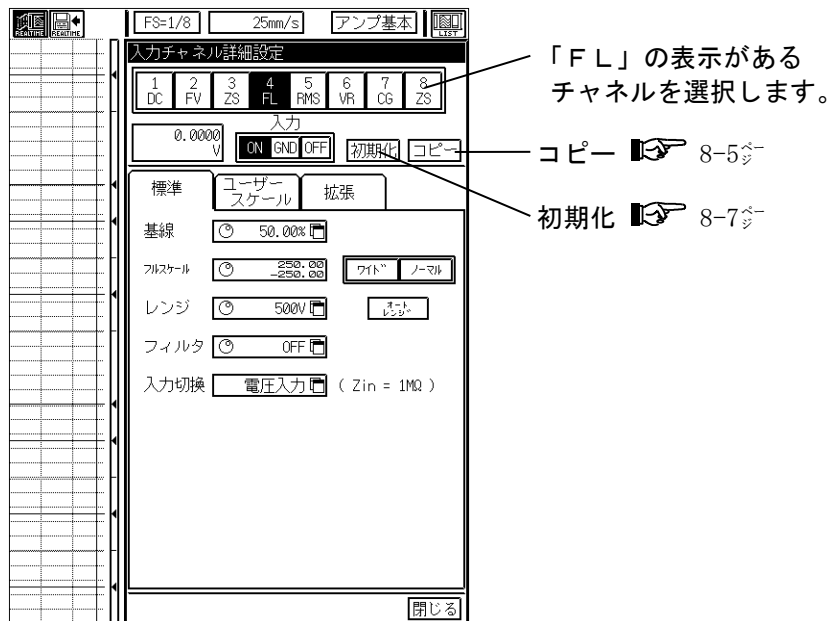 REALTIME REALTIME FS=1/8 25mm/s アンプ基本 LIST
入力チャネル詳細設定
1 2 3 4 5 6 7 8
DC FV ZS FL RMS VR CG ZS
「ＦＬ」の表示がある
チャネルを選択します。
入力
0.0000
V
ON GND OFF 初期化 コピー
コピー 8-5ページ
初期化 8-7ページ
標準 ユーザースケール 拡張
基線 50.00%
フルスケール 250.00
-250.00
ワイド ノーマル
レンジ 500V オートレンジ
フィルタ OFF
入力切換 電圧入力 ( Zin = 1MΩ )
閉じる